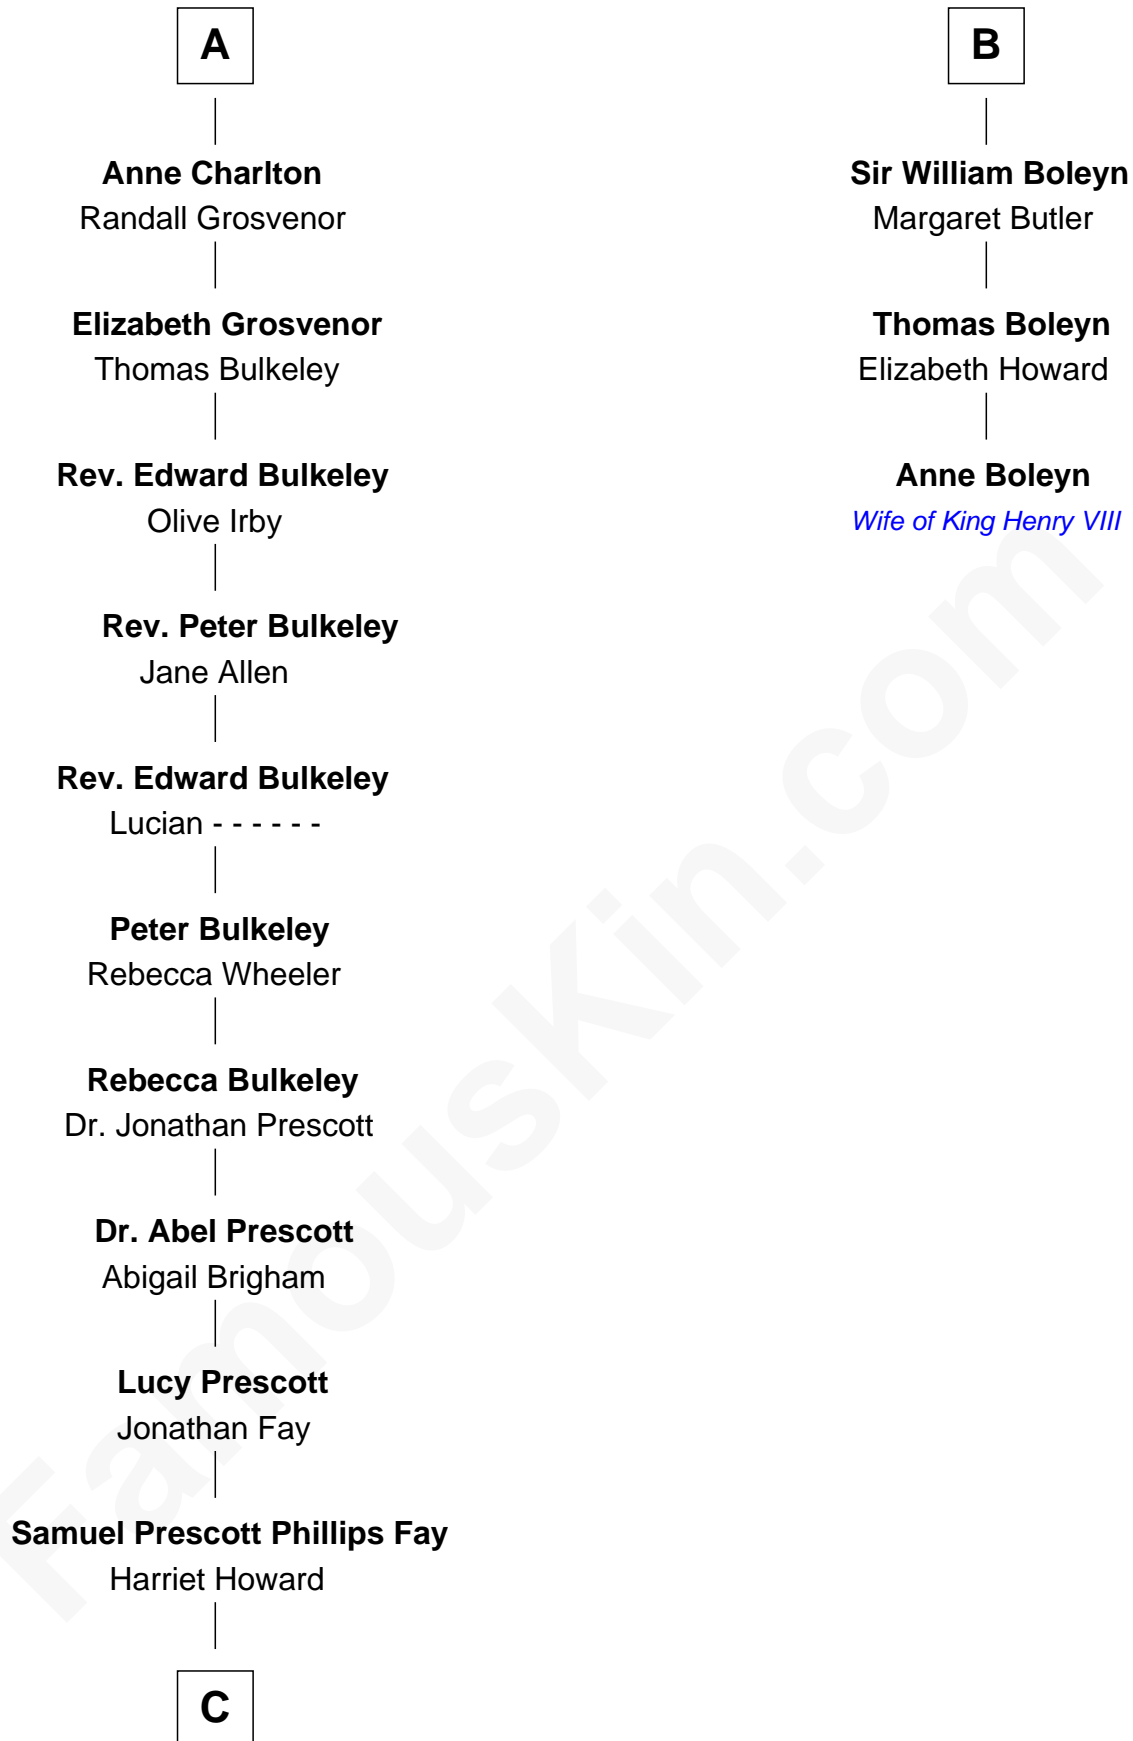 A
Anne Charlton
Randall Grosvenor
Elizabeth Grosvenor
Thomas Bulkeley
Rev. Edward Bulkeley
Olive Irby
Rev. Peter Bulkeley
Jane Allen
Rev. Edward Bulkeley
Lucian - - - - - -
Peter Bulkeley
Rebecca Wheeler
Rebecca Bulkeley
Dr. Jonathan Prescott
Dr. Abel Prescott
Abigail Brigham
Lucy Prescott
Jonathan Fay
Samuel Prescott Phillips Fay
Harriet Howard
C
B
Sir William Boleyn
Margaret Butler
Thomas Boleyn
Elizabeth Howard
Anne Boleyn
Wife of King Henry VIII
FamousKin.com